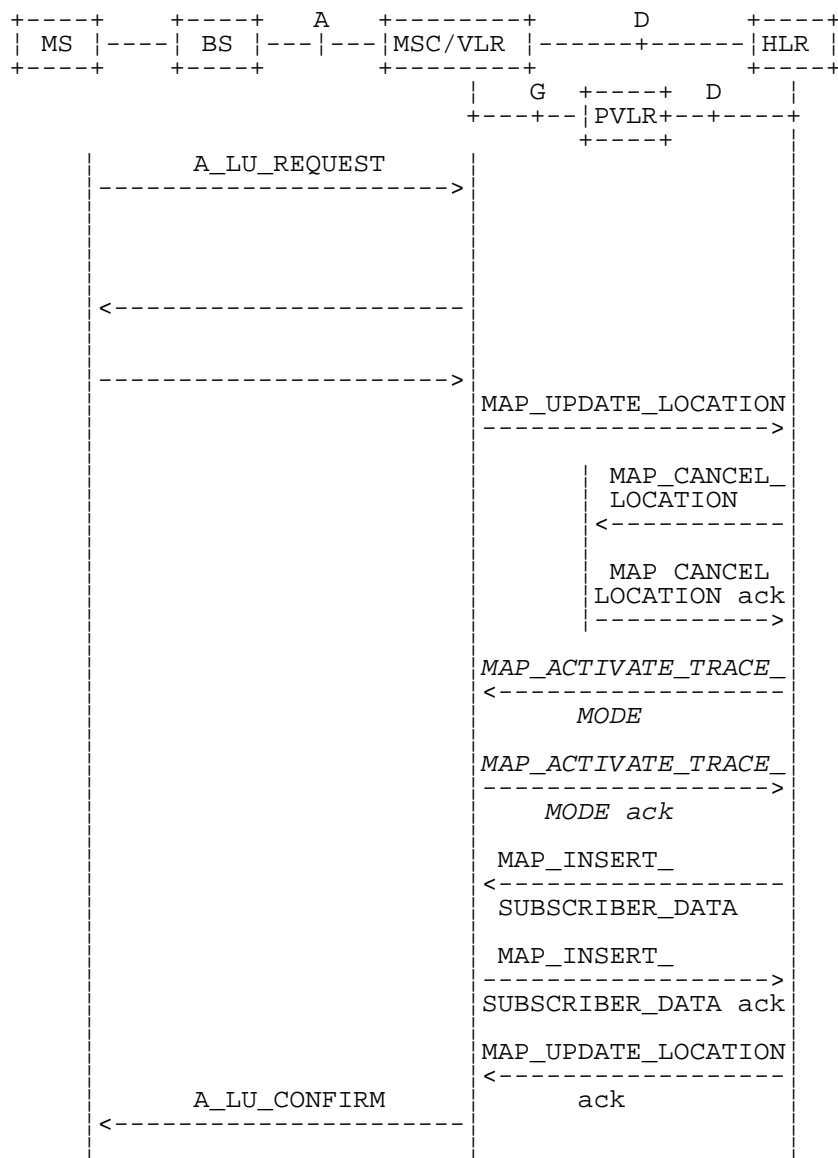 A D
MS BS MSC/VLR HLR
G D
PVLR
A_LU_REQUEST
MAP_UPDATE_LOCATION
MAP_CANCEL_
LOCATION
MAP CANCEL
LOCATION ack
MAP_ACTIVATE_TRACE_
MODE
MAP_ACTIVATE_TRACE_
MODE ack
MAP_INSERT_
SUBSCRIBER_DATA
MAP_INSERT_
SUBSCRIBER_DATA ack
MAP_UPDATE_LOCATION
A_LU_CONFIRM ack